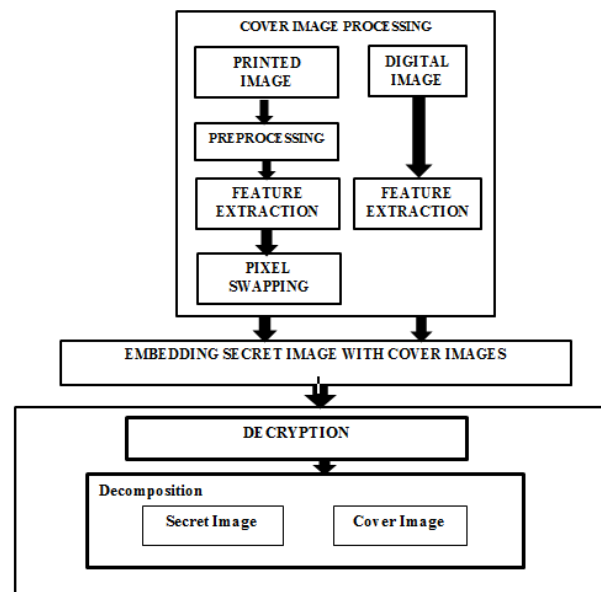 COVER IMAGE PROCESSING
PRINTED
IMAGE
DIGITAL
IMAGE
PREPROCESSING
FEATURE
EXTRACTION
FEATURE
EXTRACTION
PIXEL
SWAPPING
EMBEDDING SECRET IMAGE WITH COVER IMAGES
DECRYPTION
Decomposition
Secret Image
Cover Image